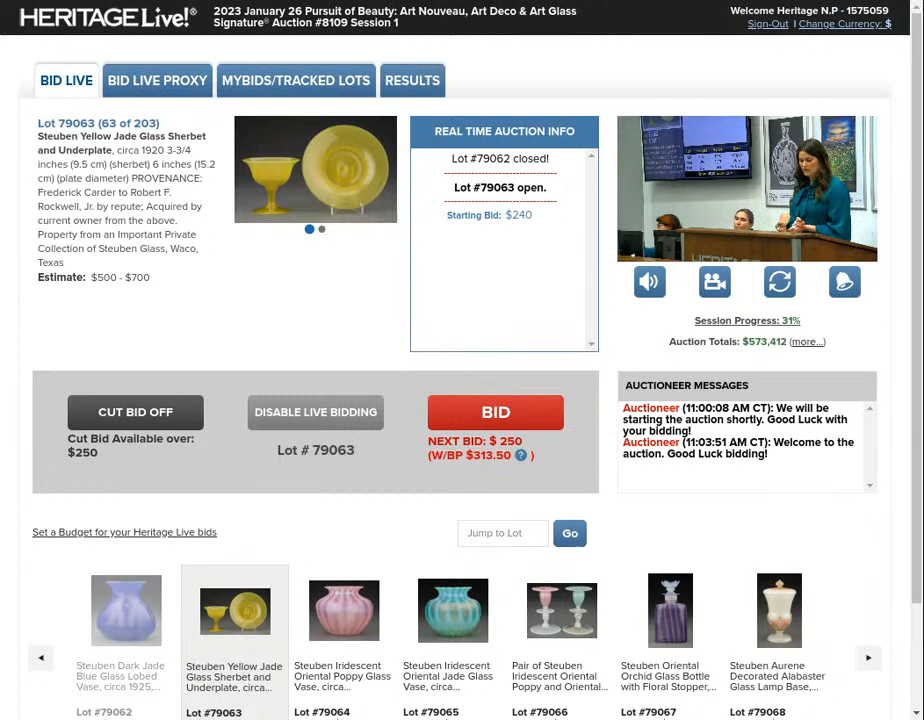 HERITAGE Live!®
2023 January 26 Pursuit of Beauty: Art Nouveau, Art Deco & Art Glass
Signature® Auction #8109 Session 1
Welcome Heritage N.P - 1575059
Sign-Out | Change Currency: $
BID LIVE
BID LIVE PROXY
MYBIDS/TRACKED LOTS
RESULTS
Lot 79063 (63 of 203)
Steuben Yellow Jade Glass Sherbet
and Underplate, circa 1920 3-3/4
inches (9.5 cm) (sherbet) 6 inches (15.2
cm) (plate diameter) PROVENANCE:
Frederick Carder to Robert F.
Rockwell, Jr. by repute; Acquired by
current owner from the above.
Property from an Important Private
Collection of Steuben Glass, Waco,
Texas
Estimate: $500 - $700
REAL TIME AUCTION INFO
Lot #79062 closed!
Lot #79063 open.
Starting Bid: $240
HERITAGE
Session Progress: 31%
Auction Totals: $573,412 (more...)
CUT BID OFF
Cut Bid Available over:
$250
DISABLE LIVE BIDDING
Lot # 79063
BID
NEXT BID: $ 250
(W/BP $313.50 ? )
AUCTIONEER MESSAGES
Auctioneer (11:00:08 AM CT): We will be
starting the auction shortly. Good Luck with
your bidding!
Auctioneer (11:03:51 AM CT): Welcome to the
auction. Good Luck bidding!
Set a Budget for your Heritage Live bids
Jump to Lot
Go
Steuben Dark Jade
Blue Glass Lobed
Vase, circa 1925,...
Lot #79062
Steuben Yellow Jade
Glass Sherbet and
Underplate, circa...
Lot #79063
Steuben Iridescent
Oriental Poppy Glass
Vase, circa...
Lot #79064
Steuben Iridescent
Oriental Jade Glass
Vase, circa...
Lot #79065
Pair of Steuben
Iridescent Oriental
Poppy and Oriental...
Lot #79066
Steuben Oriental
Orchid Glass Bottle
with Floral Stopper,...
Lot #79067
Steuben Aurene
Decorated Alabaster
Glass Lamp Base,...
Lot #79068